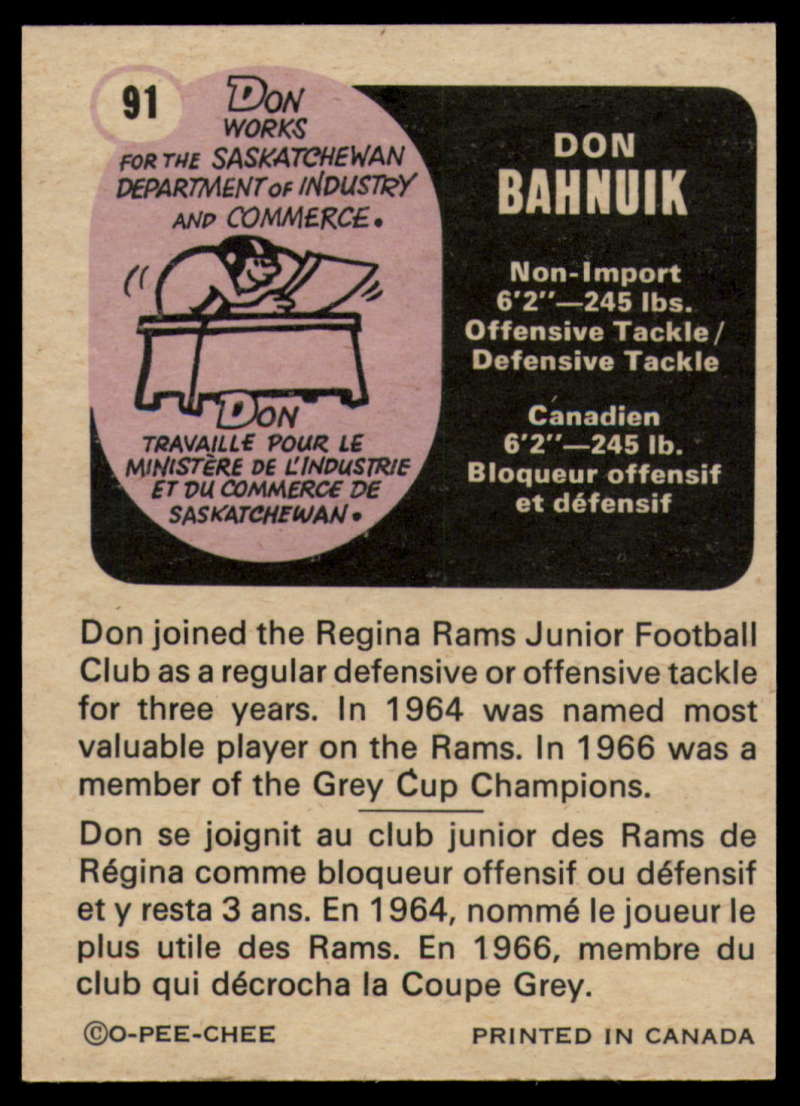 91
DON
WORKS
FOR THE SASKATCHEWAN
DEPARTMENT OF INDUSTRY
AND COMMERCE.
DON
TRAVAILLE POUR LE
MINISTÈRE DE L'INDUSTRIE
ET DU COMMERCE DE
SASKATCHEWAN.
DON
BAHNUIK
Non-Import
6'2"—245 lbs.
Offensive Tackle/
Defensive Tackle
Canadien
6'2"—245 lb.
Bloqueur offensif
et défensif
Don joined the Regina Rams Junior Football
Club as a regular defensive or offensive tackle
for three years. In 1964 was named most
valuable player on the Rams. In 1966 was a
member of the Grey Cup Champions.
Don se joignit au club junior des Rams de
Régina comme bloqueur offensif ou défensif
et y resta 3 ans. En 1964, nommé le joueur le
plus utile des Rams. En 1966, membre du
club qui décrocha la Coupe Grey.
©O-PEE-CHEE
PRINTED IN CANADA